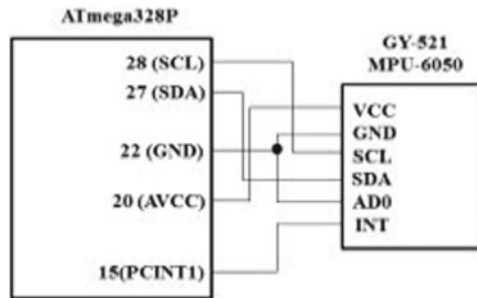 ATmega328P
28 (SCL)
27 (SDA)
22 (GND)
20 (AVCC)
15(PCINT1)
GY-521
MPU-6050
VCC
GND
SCL
SDA
AD0
INT